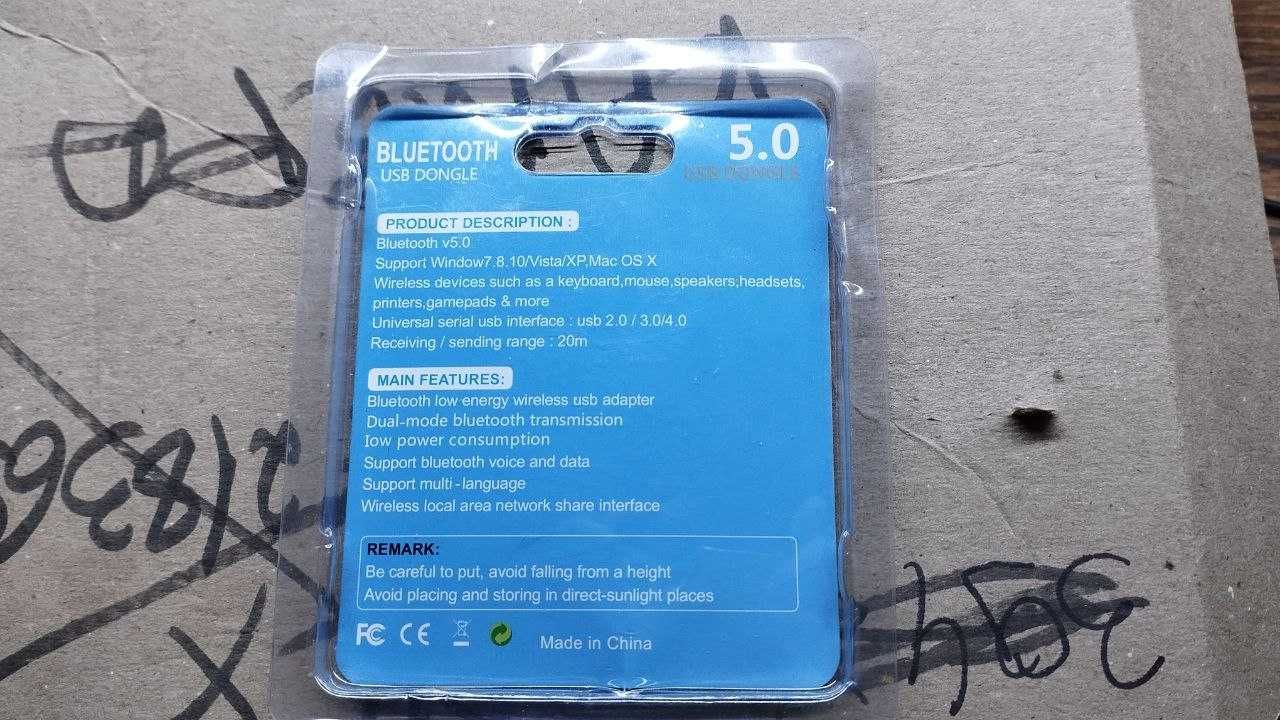 BLUETOOTH
USB DONGLE
5.0
USB DONGLE
PRODUCT DESCRIPTION :
Bluetooth v5.0
Support Window7.8.10/Vista/XP,Mac OS X
Wireless devices such as a keyboard,mouse,speakers,headsets,
printers,gamepads & more
Universal serial usb interface : usb 2.0 / 3.0/4.0
Receiving / sending range : 20m
MAIN FEATURES:
Bluetooth low energy wireless usb adapter
Dual-mode bluetooth transmission
low power consumption
Support bluetooth voice and data
Support multi-language
Wireless local area network share interface
REMARK:
Be careful to put, avoid falling from a height
Avoid placing and storing in direct-sunlight places
FC CE
Made in China